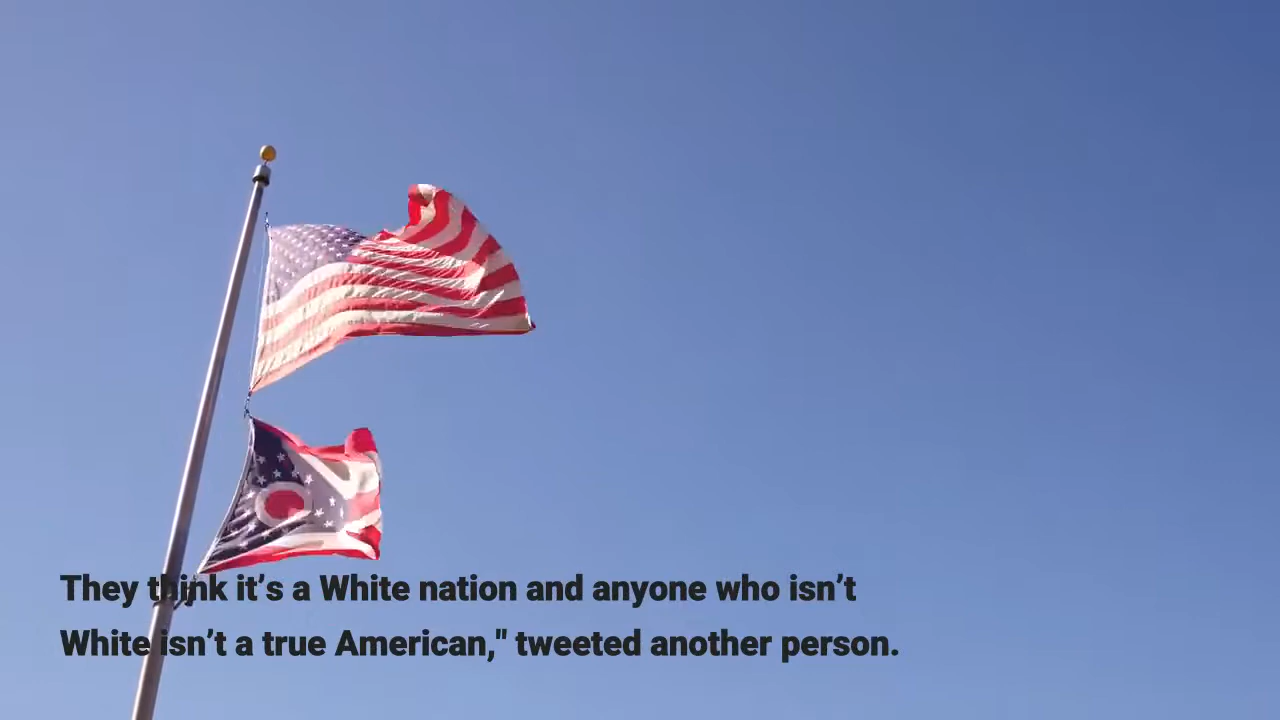 They think it’s a White nation and anyone who isn’t
White isn’t a true American," tweeted another person.